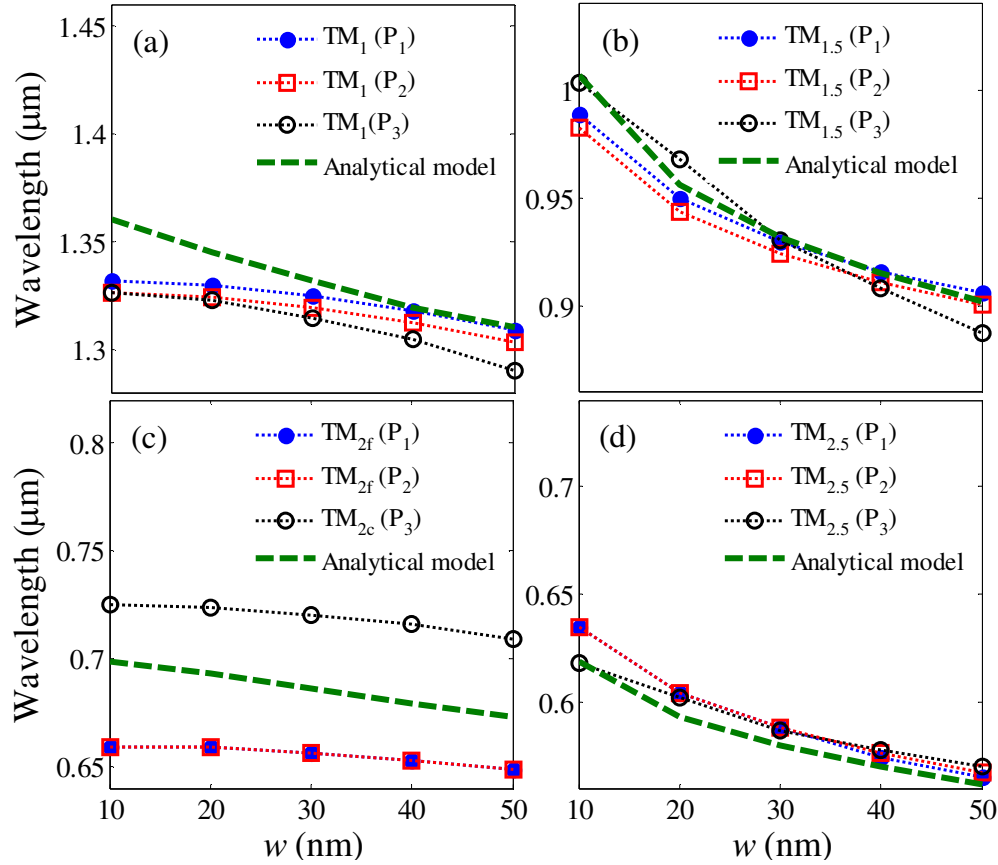 (a)
TM1 (P1)
TM1 (P2)
TM1(P3)
Analytical model
1.45
1.4
1.35
1.3
Wavelength (μm)
(b)
TM1.5 (P1)
TM1.5 (P2)
TM1.5 (P3)
Analytical model
1
0.95
0.9
(c)
TM2f (P1)
TM2f (P2)
TM2c (P3)
Analytical model
0.8
0.75
0.7
0.65
Wavelength (μm)
10 20 30 40 50
w (nm)
(d)
TM2.5 (P1)
TM2.5 (P2)
TM2.5 (P3)
Analytical model
0.7
0.65
0.6
10 20 30 40 50
w (nm)